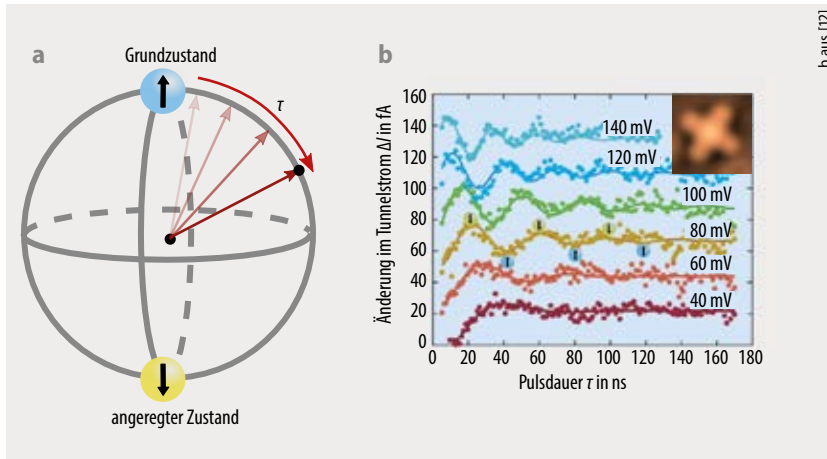 a
Grundzustand
τ
angeregter Zustand
b
Änderung im Tunnelstrom ΔI in fA
160
140
120
100
80
60
40
20
0
140 mV
120 mV
100 mV
80 mV
60 mV
40 mV
0 20 40 60 80 100 120 140 160 180
Pulsdauer τ in ns
b aus [12]